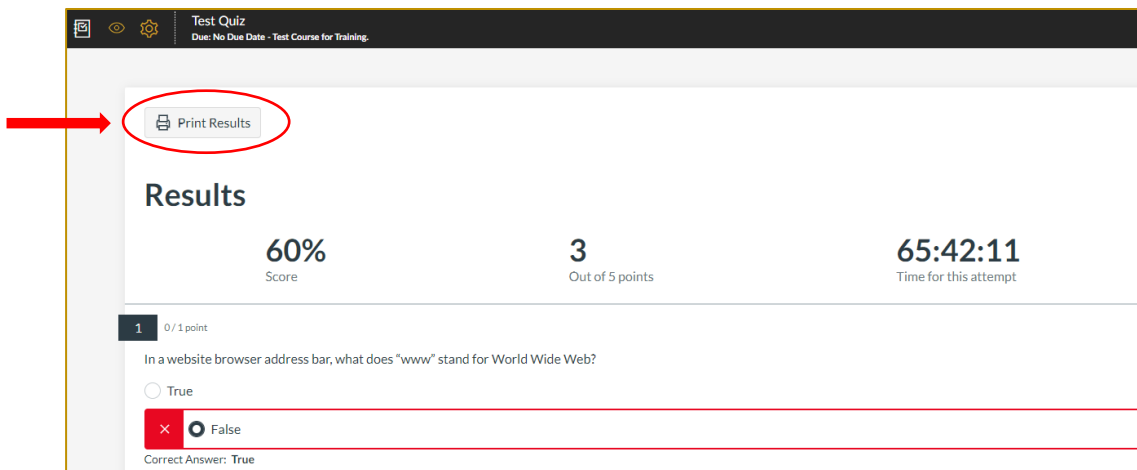 Test Quiz
Due: No Due Date - Test Course for Training.
Print Results
Results
60%
3
65:42:11
Score
Out of 5 points
Time for this attempt
1 0 / 1 point
In a website browser address bar, what does “www” stand for World Wide Web?
True
False
Correct Answer: True